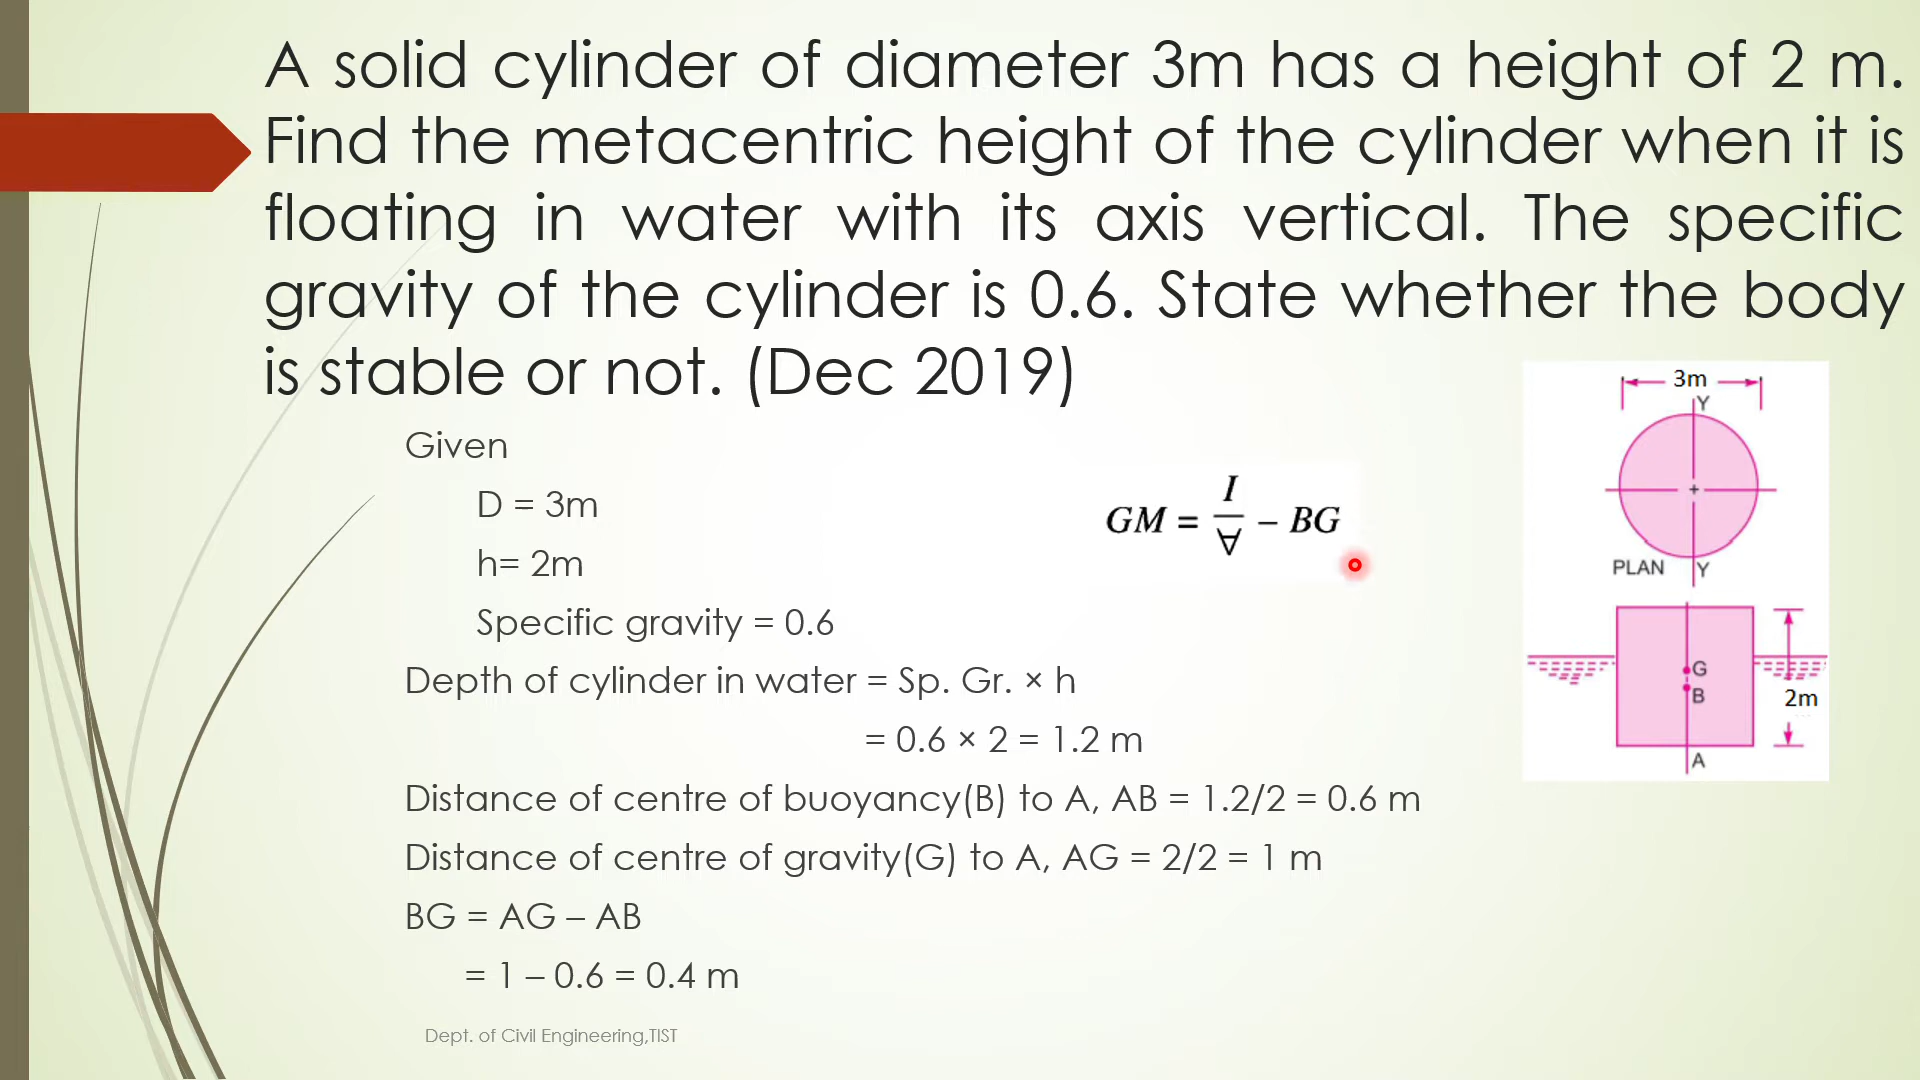 A solid cylinder of diameter 3m has a height of 2 m.
Find the metacentric height of the cylinder when it is
floating in water with its axis vertical. The specific
gravity of the cylinder is 0.6. State whether the body
is stable or not. (Dec 2019)
Given
D = 3m
h= 2m
Specific gravity = 0.6
Depth of cylinder in water = Sp. Gr. × h
= 0.6 × 2 = 1.2 m
Distance of centre of buoyancy(B) to A, AB = 1.2/2 = 0.6 m
Distance of centre of gravity(G) to A, AG = 2/2 = 1 m
BG = AG – AB
= 1 – 0.6 = 0.4 m
GM = I/∀ – BG
3m
Y
PLAN Y
G
B
2m
A
Dept. of Civil Engineering,TIST